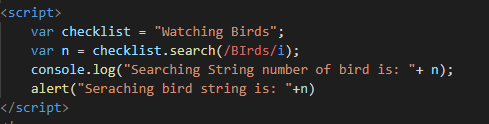 <script>
var checklist = "Watching Birds";
var n = checklist.search(/BIrds/i);
console.log("Searching String number of bird is: "+ n);
alert("Seraching bird string is: "+n)
</script>